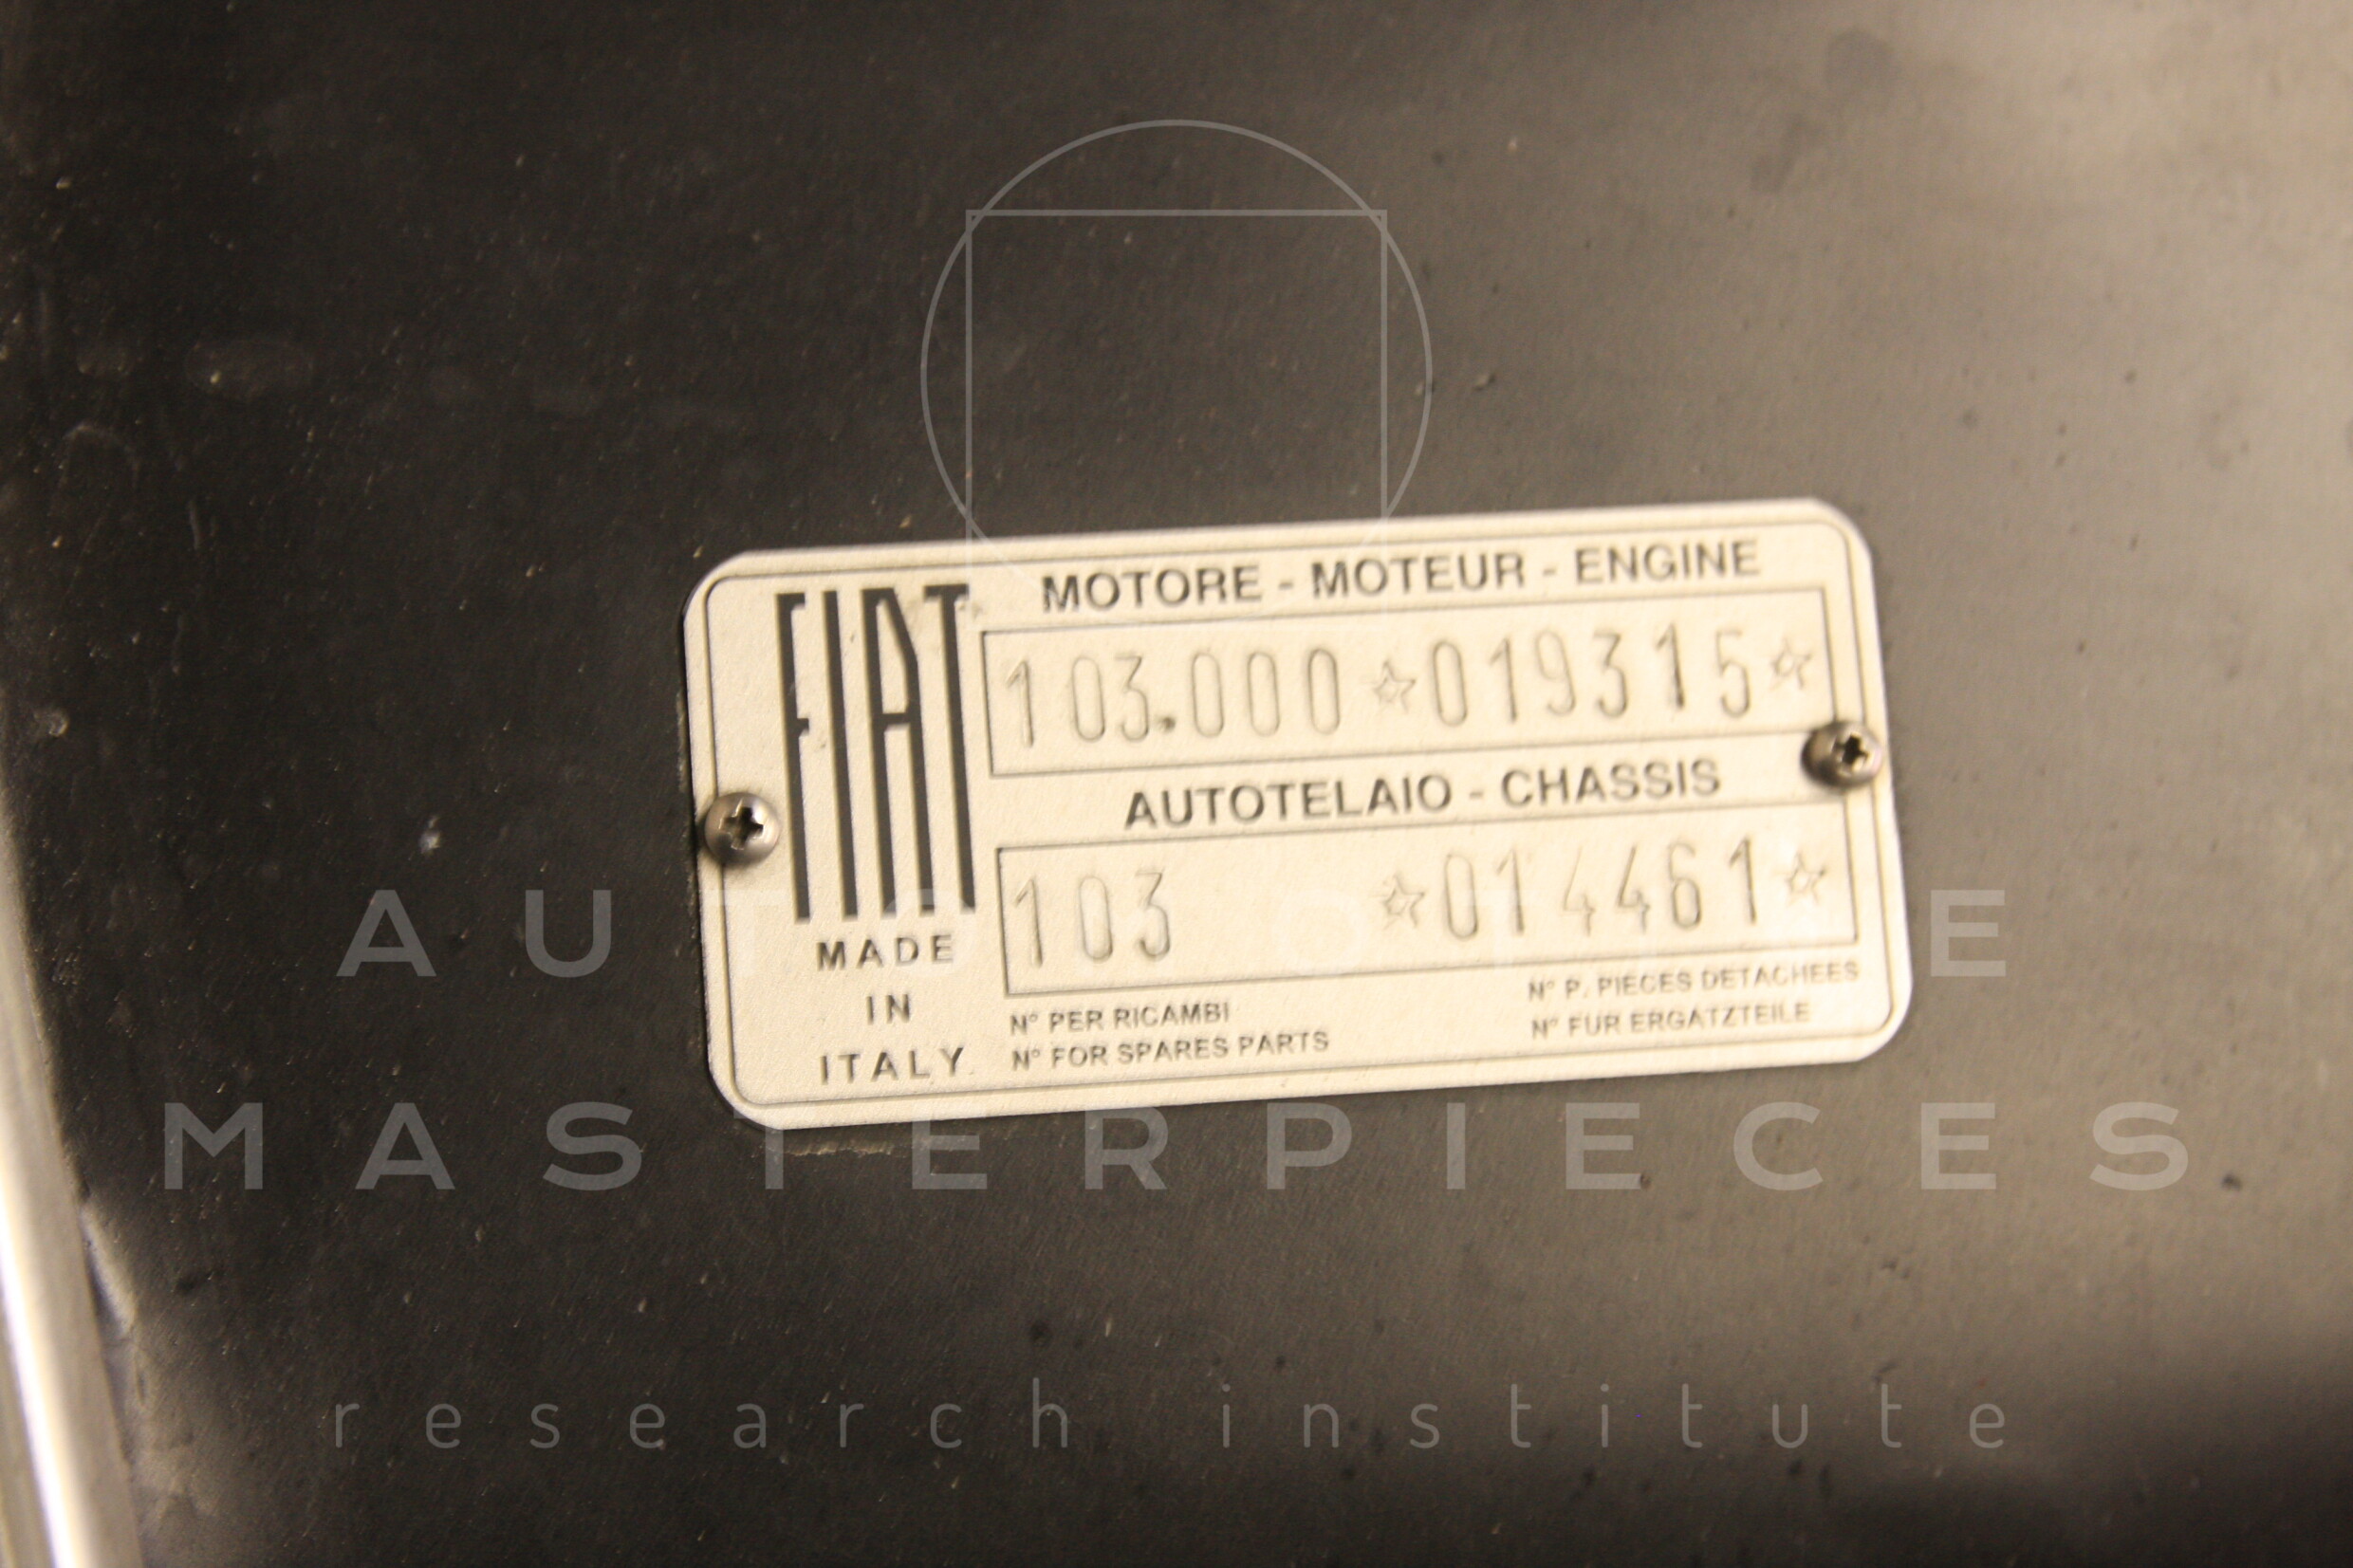 FIAT
MADE
IN
ITALY
MOTORE - MOTEUR - ENGINE
103.000☆019315☆
AUTOTELAIO - CHASSIS
103 ☆014461☆
N° PER RICAMBI
N° FOR SPARES PARTS
N° P. PIECES DETACHEES
N° FUR ERGATZTEILE
AUTOMOTIVE
MASTERPIECES
research institute